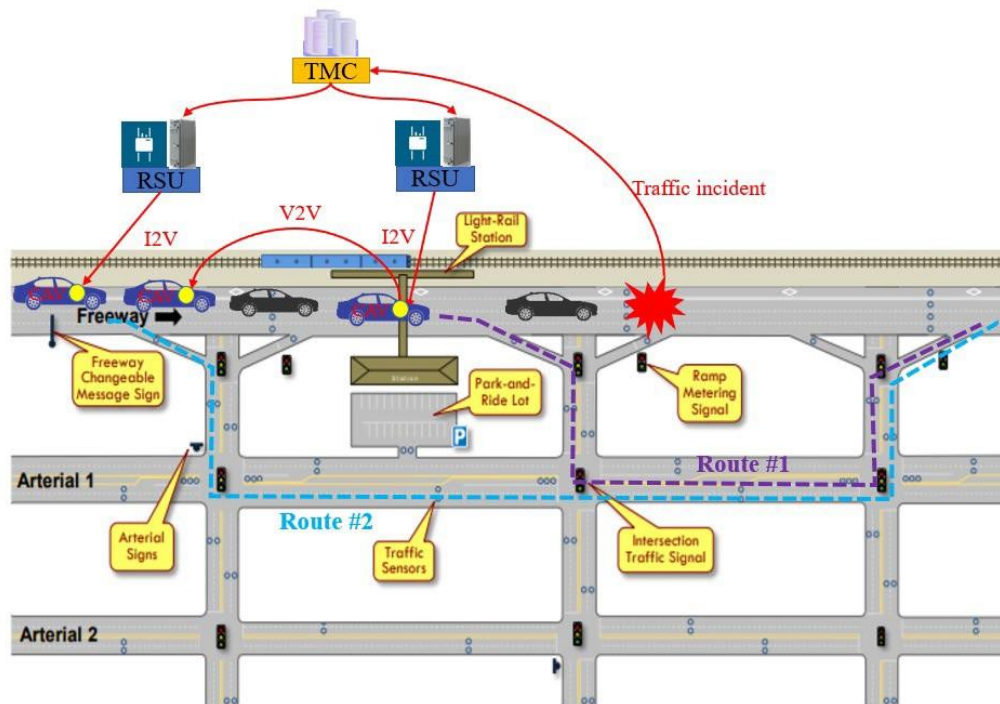 TMC
RSU
RSU
Traffic incident
I2V
V2V
I2V
Light-Rail
Station
CAV
CAV
CAV
Freeway
Freeway
Changeable
Message Sign
Station
Park-and-
Ride Lot
P
Ramp
Metering
Signal
Arterial 1
Route #1
Route #2
Arterial
Signs
Traffic
Sensors
Intersection
Traffic Signal
Arterial 2